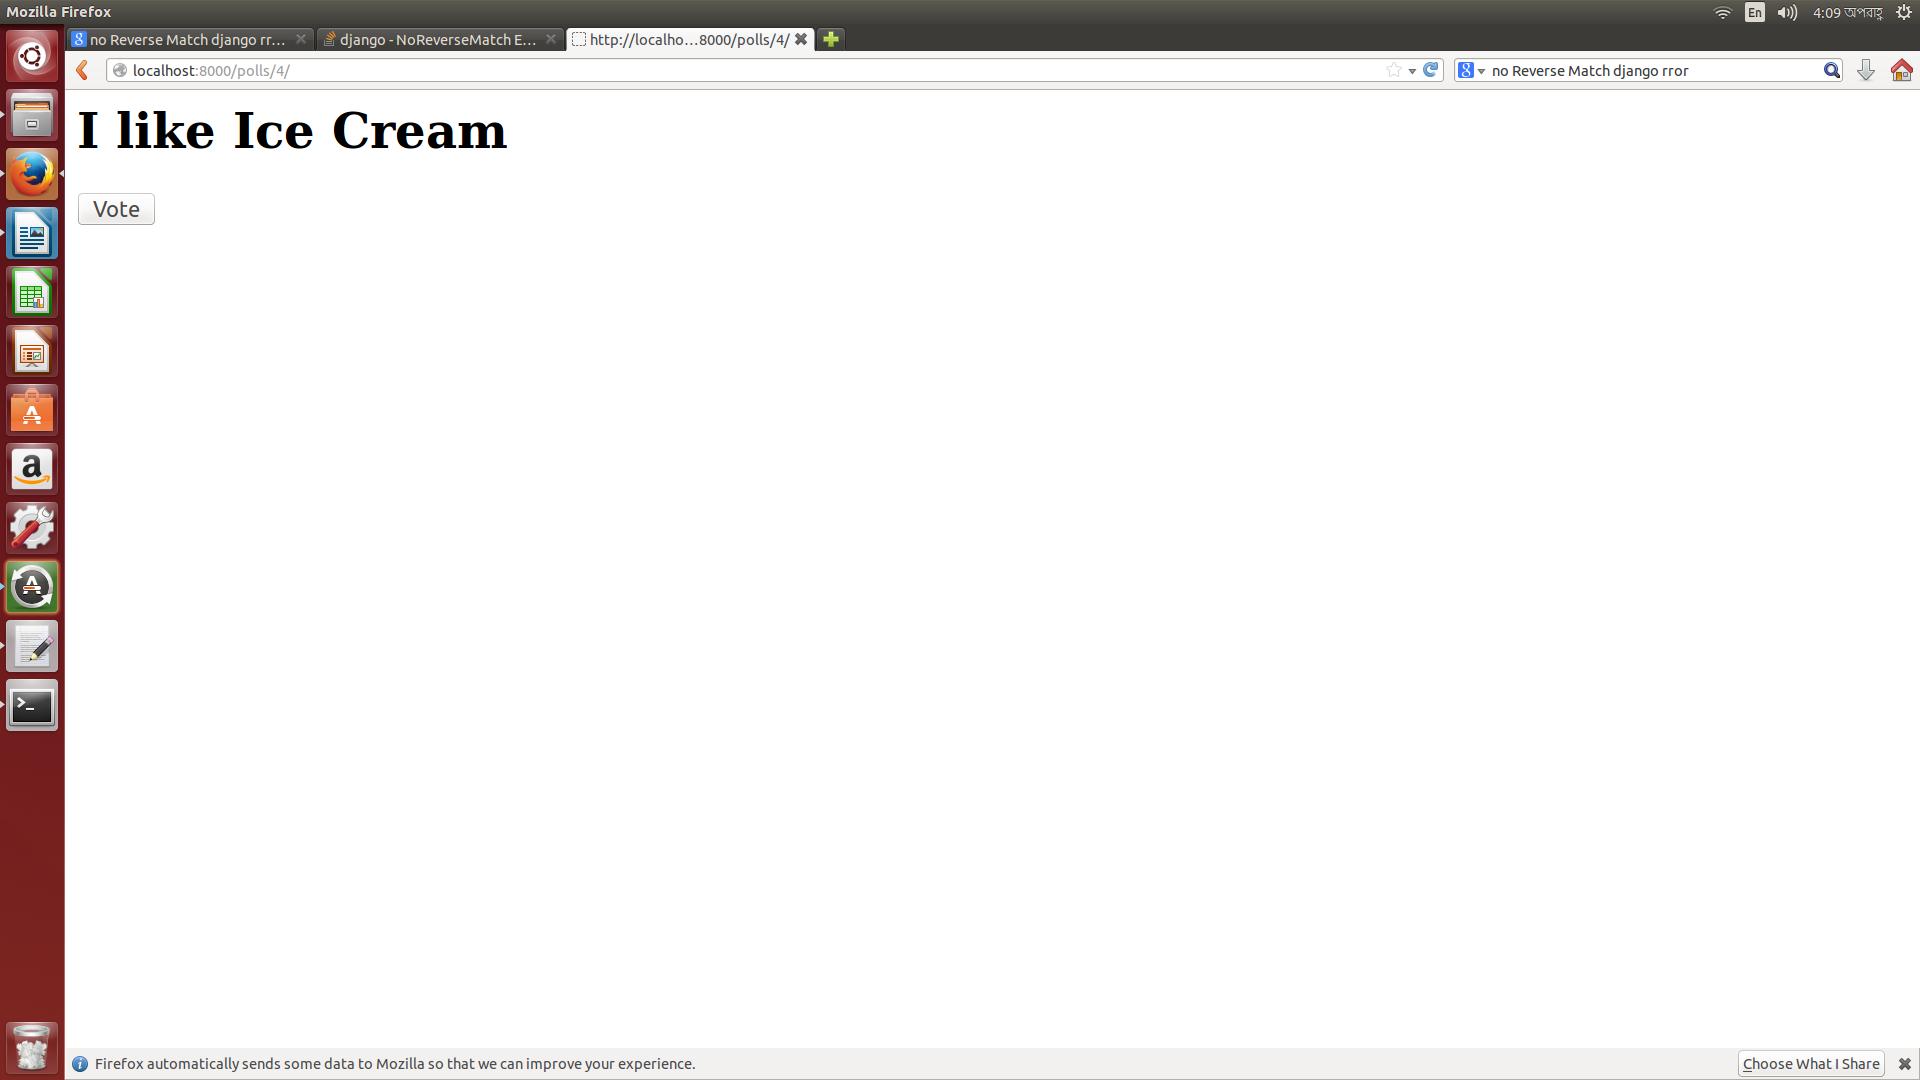 Mozilla Firefox
En
4:09 অপরাহ্ণ
no Reverse Match django rr...
django - NoReverseMatch E...
http://localho...8000/polls/4/
localhost:8000/polls/4/
no Reverse Match django rror
I like Ice Cream
Vote
Firefox automatically sends some data to Mozilla so that we can improve your experience.
Choose What I Share